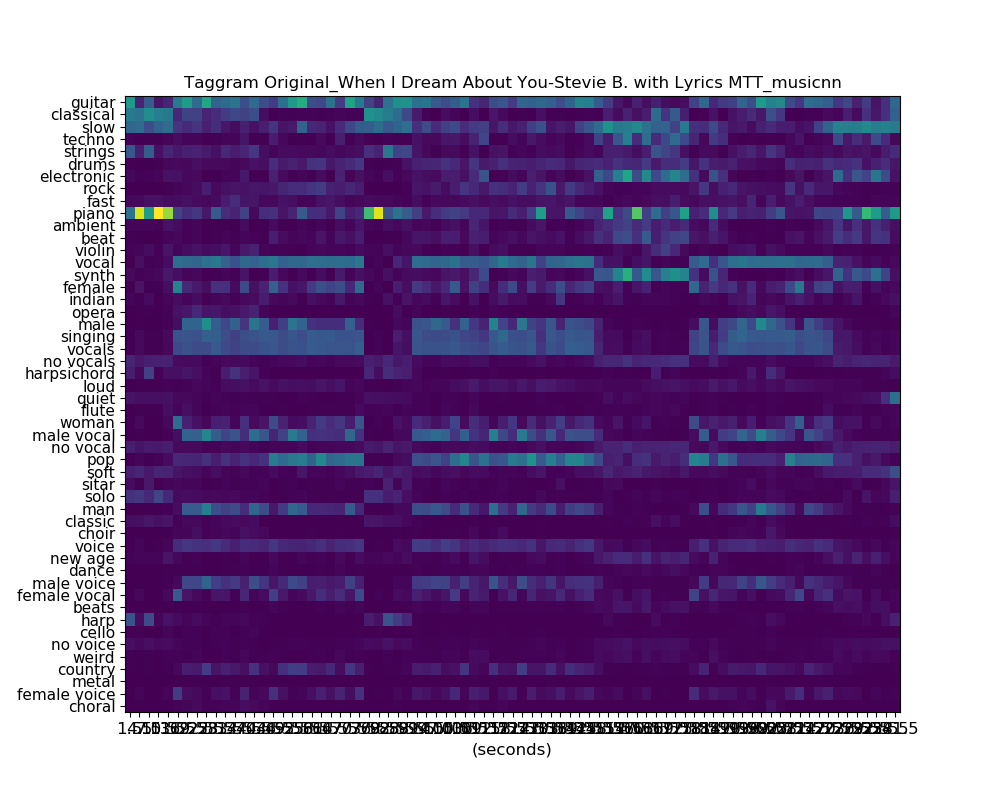 Taggram Original_When I Dream About You-Stevie B. with Lyrics MTT_musicnn
guitar
classical
slow
techno
strings
drums
electronic
rock
fast
piano
ambient
beat
violin
vocal
synth
female
indian
opera
male
singing
vocals
no vocals
harpsichord
loud
quiet
flute
woman
male vocal
no vocal
pop
soft
sitar
solo
man
classic
choir
voice
new age
dance
male voice
female vocal
beats
harp
cello
no voice
weird
country
metal
female voice
choral
(seconds)